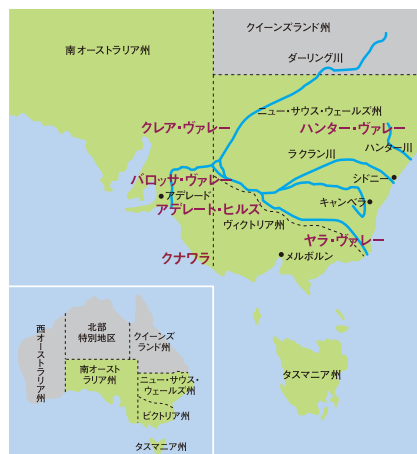 クイーンズランド州
南オーストラリア州
ダーリング川
ニュー・サウス・ウェールズ州
クレア・ヴァレー
ハンター・ヴァレー
ラクラン川
ハンター川
バロッサ・ヴァレー
シドニー
アデレード
キャンベラ
アデレート・ヒルズ
ヴィクトリア州
ヤラ・ヴァレー
クナワラ
メルボルン
タスマニア州
西オーストラリア州
北部
特別地区
クイーンズ
ランド州
南オースト
ラリア州
ニュー・サウス・
ウェールズ州
ビクトリア州
タスマニア州